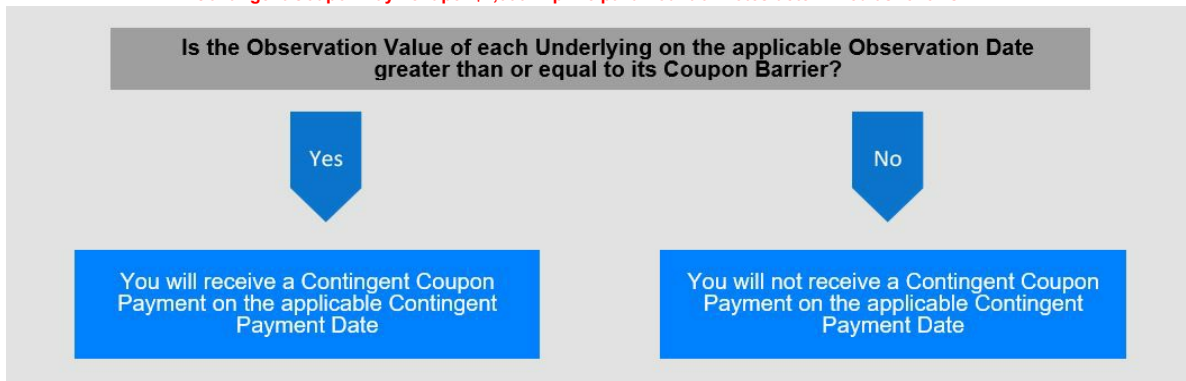 Is the Observation Value of each Underlying on the applicable Observation Date
greater than or equal to its Coupon Barrier?
Yes
No
You will receive a Contingent Coupon
Payment on the applicable Contingent
Payment Date
You will not receive a Contingent Coupon
Payment on the applicable Contingent
Payment Date